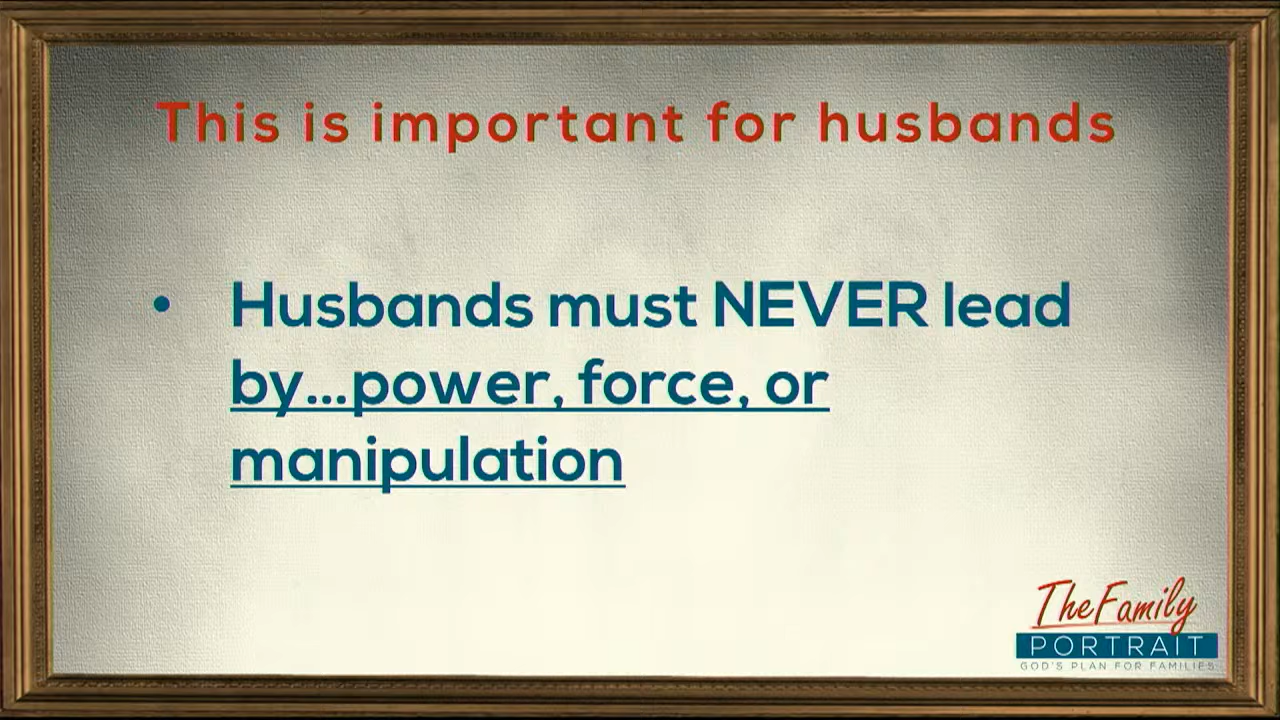 This is important for husbands
• Husbands must NEVER lead
by...power, force, or
manipulation
The Family
PORTRAIT
GOD'S PLAN FOR FAMILIES